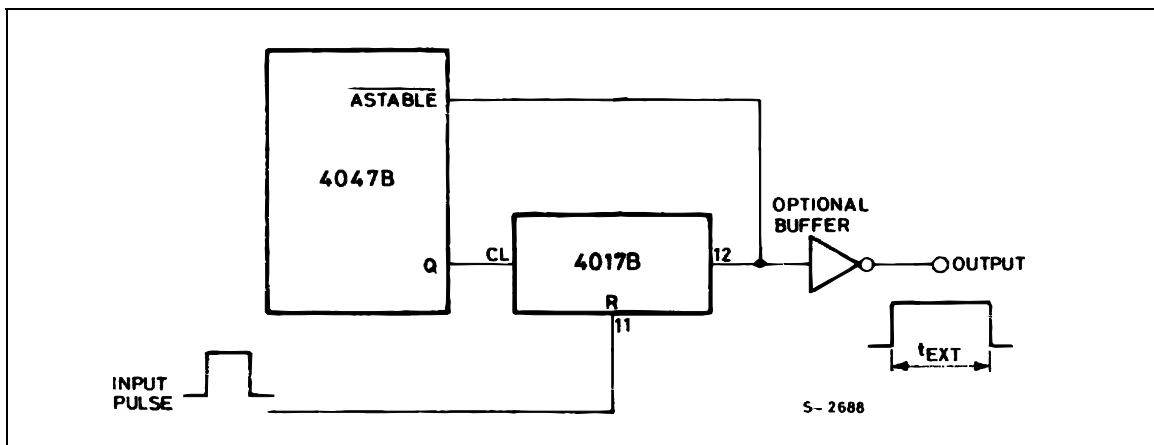 ASTABLE
4047B
OPTIONAL
BUFFER
Q
CL
4017B
12
OUTPUT
R
11
tEXT
INPUT
PULSE
S-2688